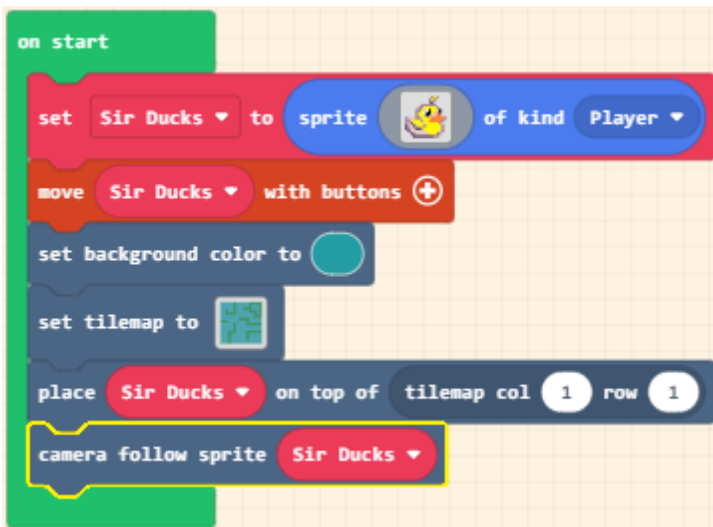 on start
set Sir Ducks to sprite of kind Player
move Sir Ducks with buttons
set background color to
set tilemap to
place Sir Ducks on top of tilemap col 1 row 1
camera follow sprite Sir Ducks